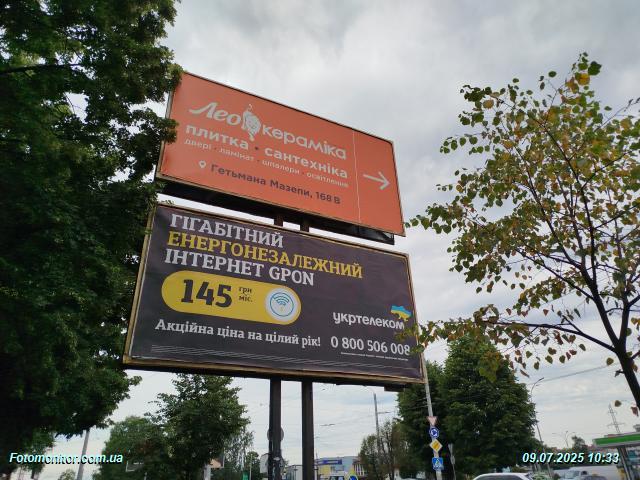 Лео кераміка
плитка • сантехніка
двері • ламінат • шпалери • освітлення
Гетьмана Мазепи, 168 В
ГІГАБІТНИЙ
ЕНЕРГОНЕЗАЛЕЖНИЙ
ІНТЕРНЕТ GPON
145 грн
міс.
укртелеком
Акційна ціна на цілий рік!
0 800 506 008
Fotomonitor.com.ua
09.07.2025 10:33